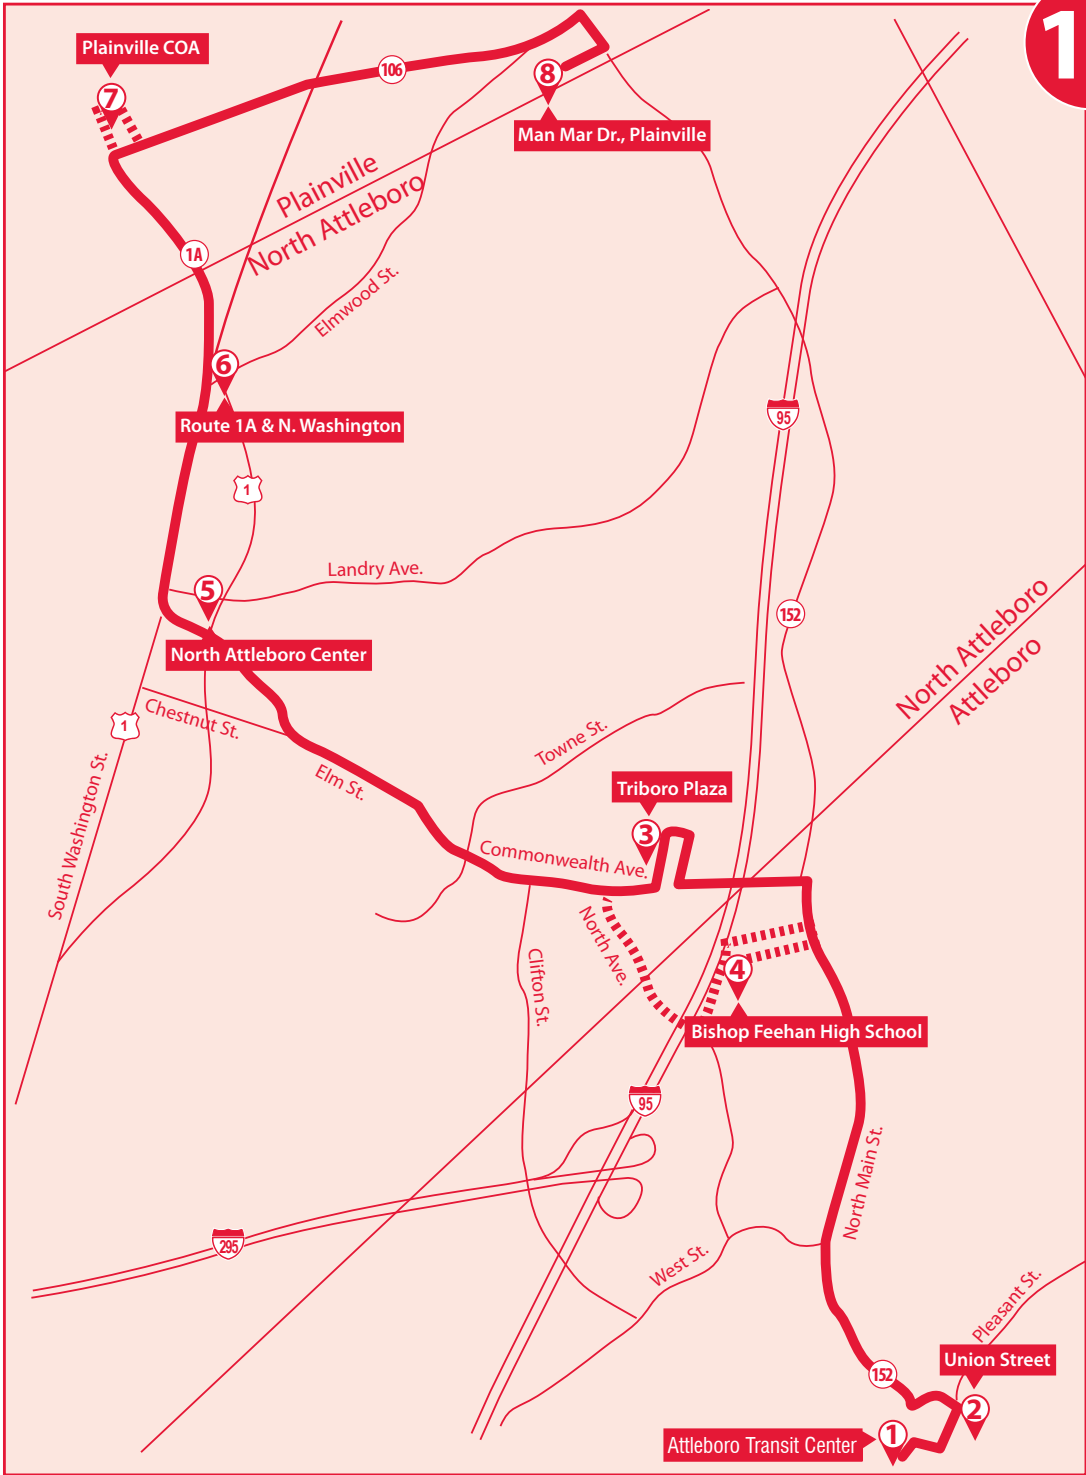 1
Plainville COA
7
106
8
Man Mar Dr., Plainville
Plainville
North Attleboro
1A
Elmwood St.
6
Route 1A & N. Washington
95
1
Landry Ave.
5
152
North Attleboro
Attleboro
North Attleboro Center
Chestnut St.
1
South Washington St.
Elm St.
Towne St.
Triboro Plaza
3
Commonwealth Ave.
North Ave.
Clifton St.
4
Bishop Feehan High School
95
North Main St.
295
West St.
Pleasant St.
Union Street
152
2
1
Attleboro Transit Center